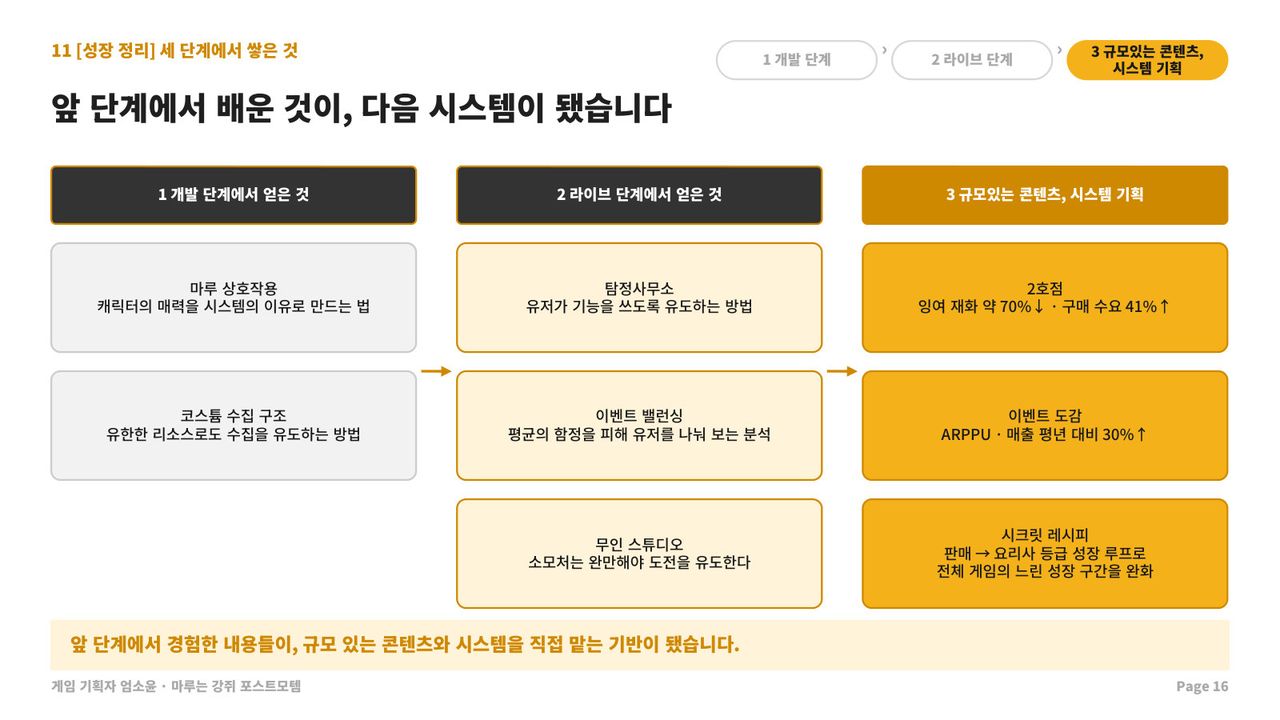 11 [성장 정리] 세 단계에서 쌓은 것
1 개발 단계
›
2 라이브 단계
›
3 규모있는 콘텐츠,
시스템 기획
앞 단계에서 배운 것이, 다음 시스템이 됐습니다
1 개발 단계에서 얻은 것
마루 상호작용
캐릭터의 매력을 시스템의 이유로 만드는 법
코스튬 수집 구조
유한한 리소스로도 수집을 유도하는 방법
2 라이브 단계에서 얻은 것
탐정사무소
유저가 기능을 쓰도록 유도하는 방법
이벤트 밸런싱
평균의 함정을 피해 유저를 나눠 보는 분석
무인 스튜디오
소모처는 완만해야 도전을 유도한다
3 규모있는 콘텐츠, 시스템 기획
2호점
잉여 재화 약 70%↓ · 구매 수요 41%↑
이벤트 도감
ARPPU · 매출 평년 대비 30%↑
시크릿 레시피
판매 → 요리사 등급 성장 루프로
전체 게임의 느린 성장 구간을 완화
앞 단계에서 경험한 내용들이, 규모 있는 콘텐츠와 시스템을 직접 맡는 기반이 됐습니다.
게임 기획자 엄소윤 · 마루는 강쥐 포스트모템
Page 16